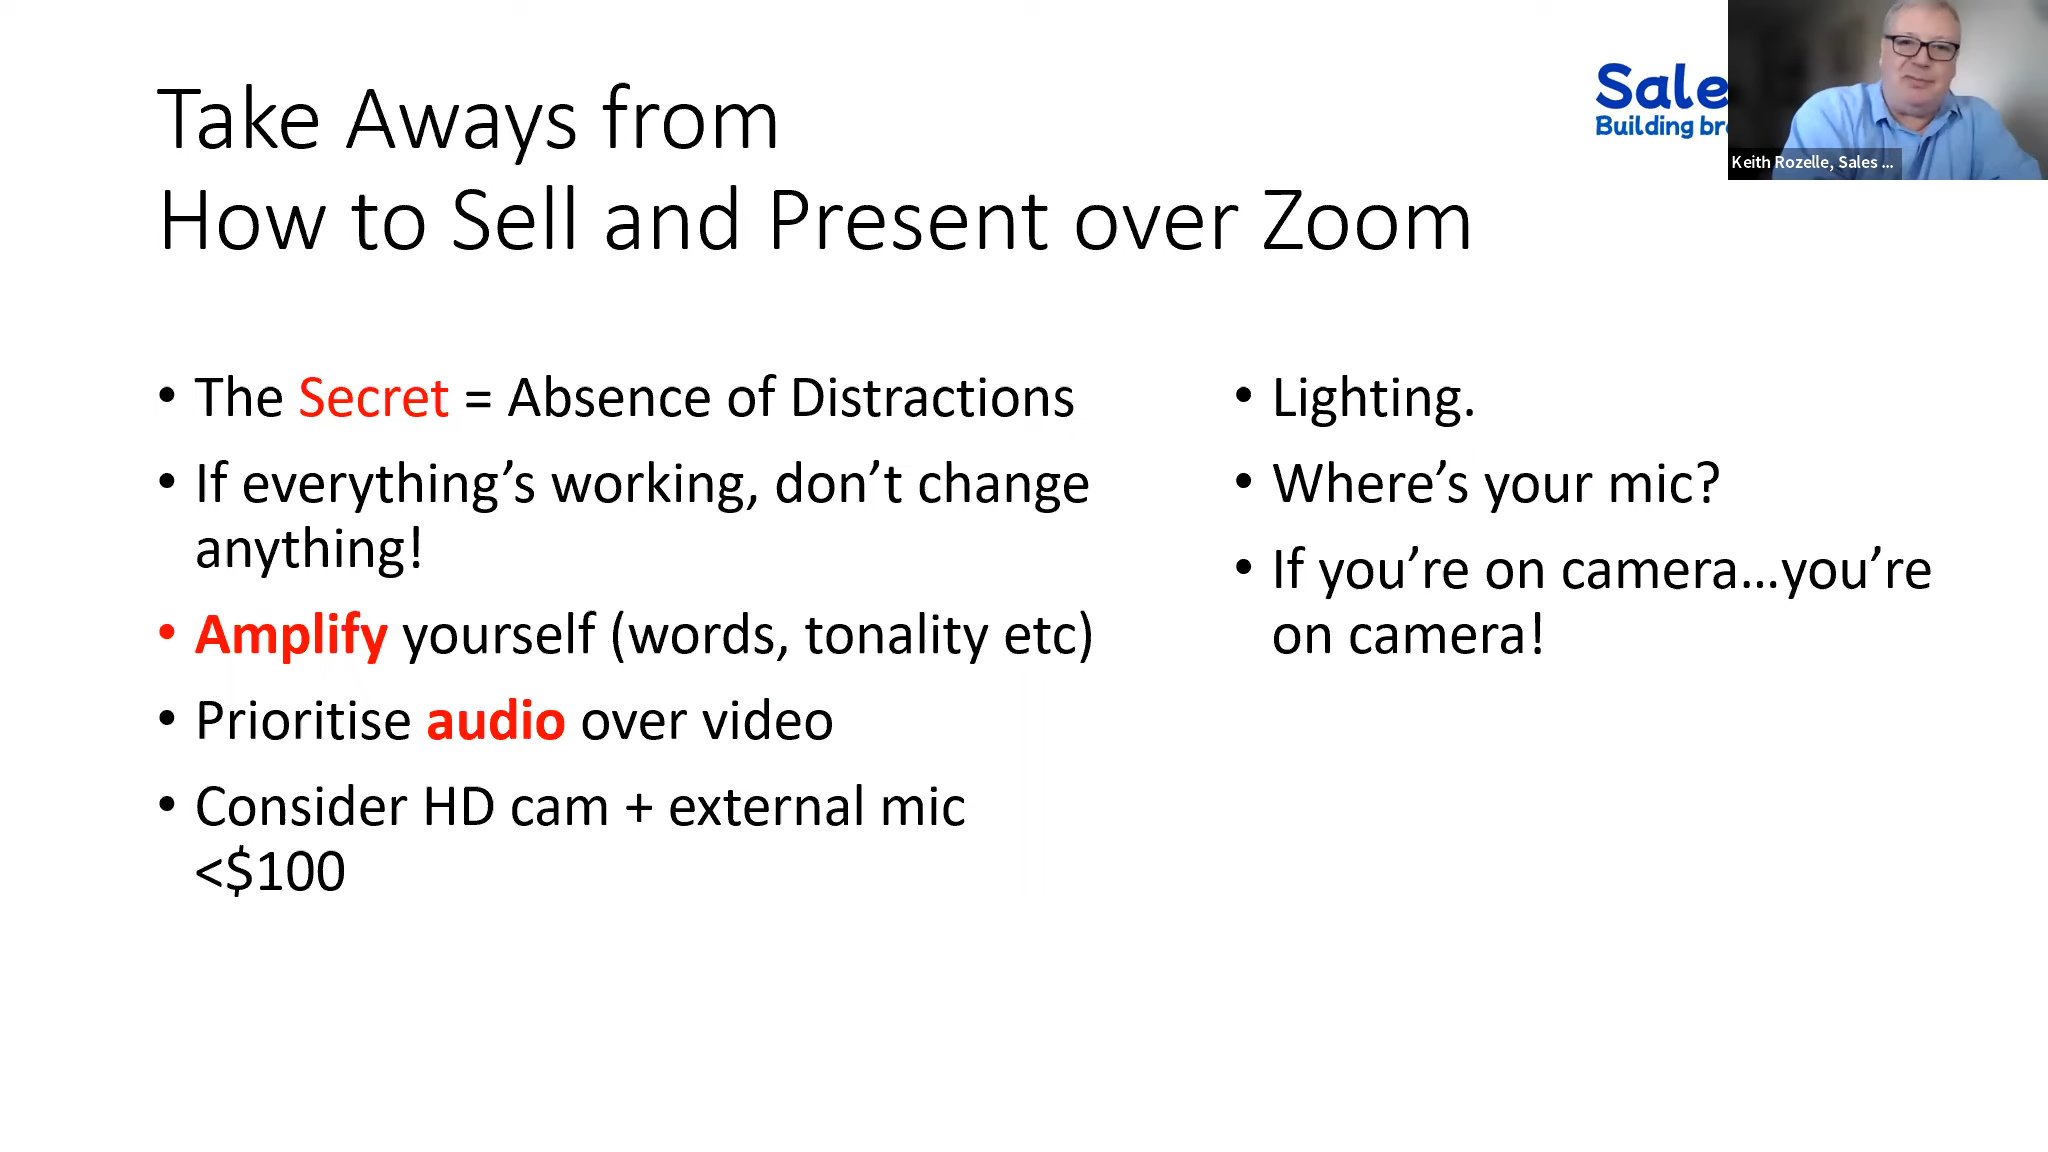 Take Aways from
How to Sell and Present over Zoom
Sale
Building
Keith Rozelle, Sales ...
• The Secret = Absence of Distractions
• If everything’s working, don’t change
anything!
• Amplify yourself (words, tonality etc)
• Prioritise audio over video
• Consider HD cam + external mic
<$100
• Lighting.
• Where’s your mic?
• If you’re on camera...you’re
on camera!